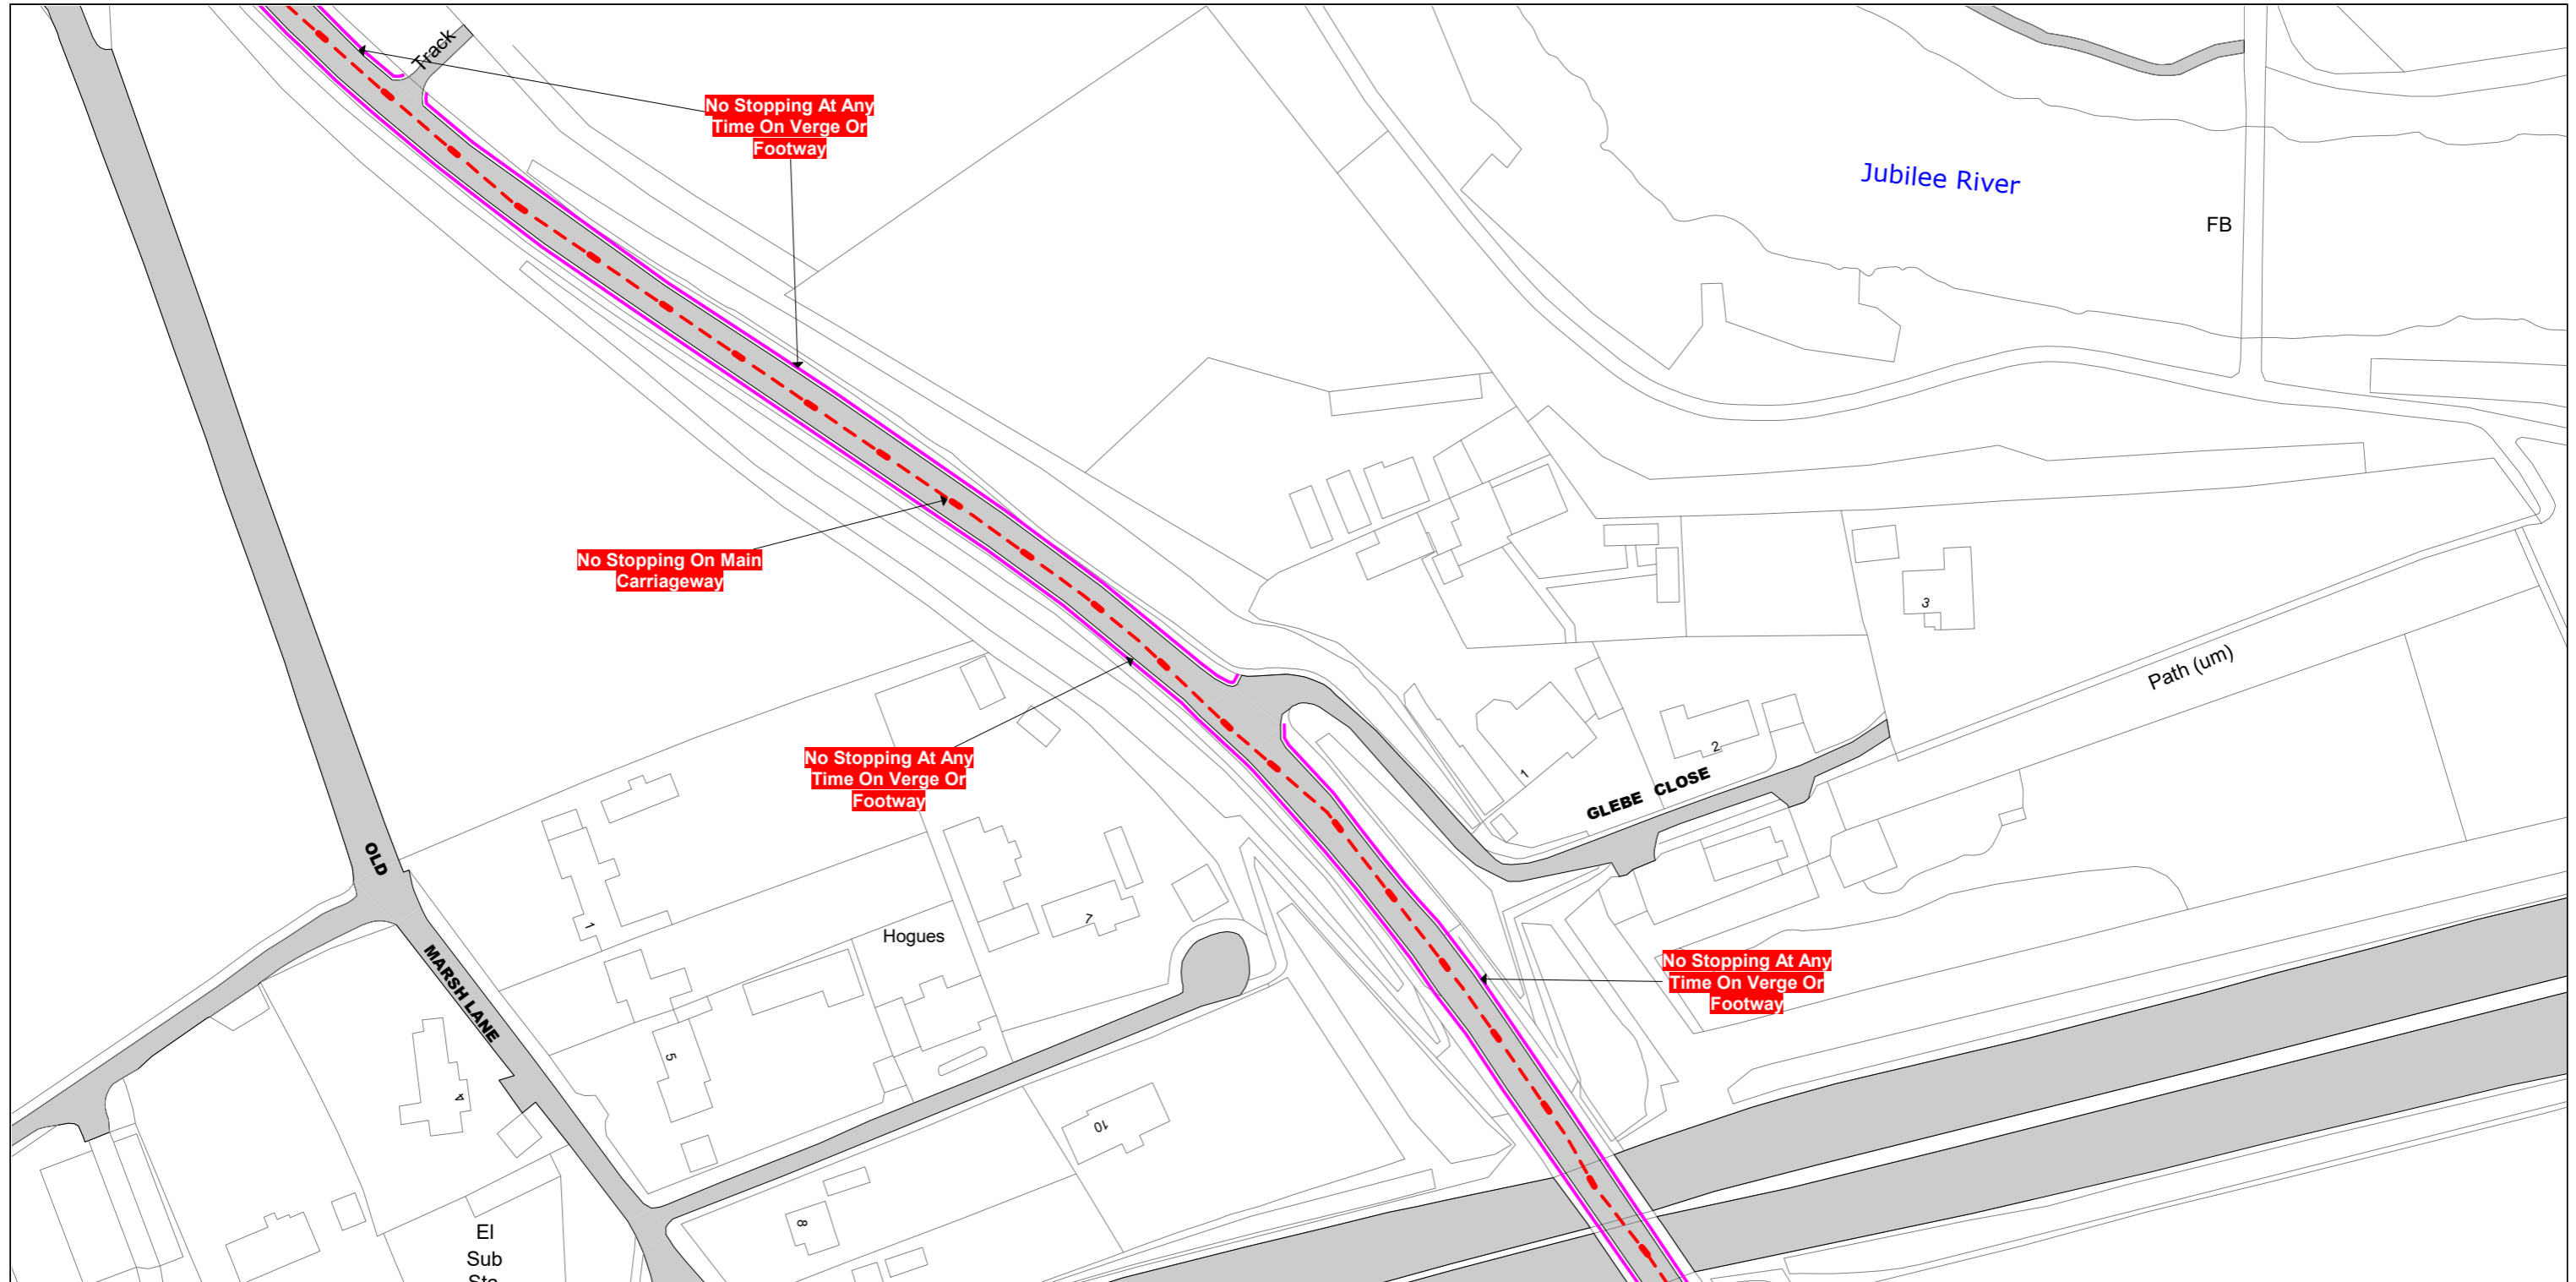 Track
No Stopping At Any
Time On Verge Or
Footway
Jubilee River
FB
No Stopping On Main
Carriageway
3
Path (um)
No Stopping At Any
Time On Verge Or
Footway
1
2
GLEBE CLOSE
OLD
MARSH LANE
1
7
Hogues
No Stopping At Any
Time On Verge Or
Footway
5
4
10
8
El
Sub
Sta